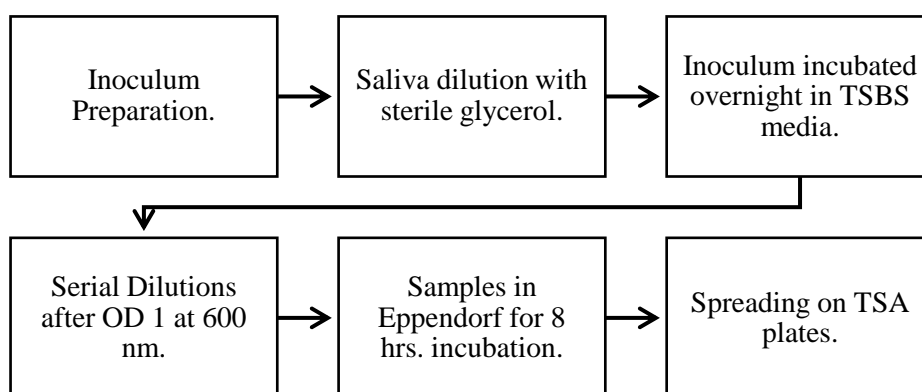 Inoculum
Preparation.
Saliva dilution with
sterile glycerol.
Inoculum incubated
overnight in TSBS
media.
Serial Dilutions
after OD 1 at 600
nm.
Samples in
Eppendorf for 8
hrs. incubation.
Spreading on TSA
plates.